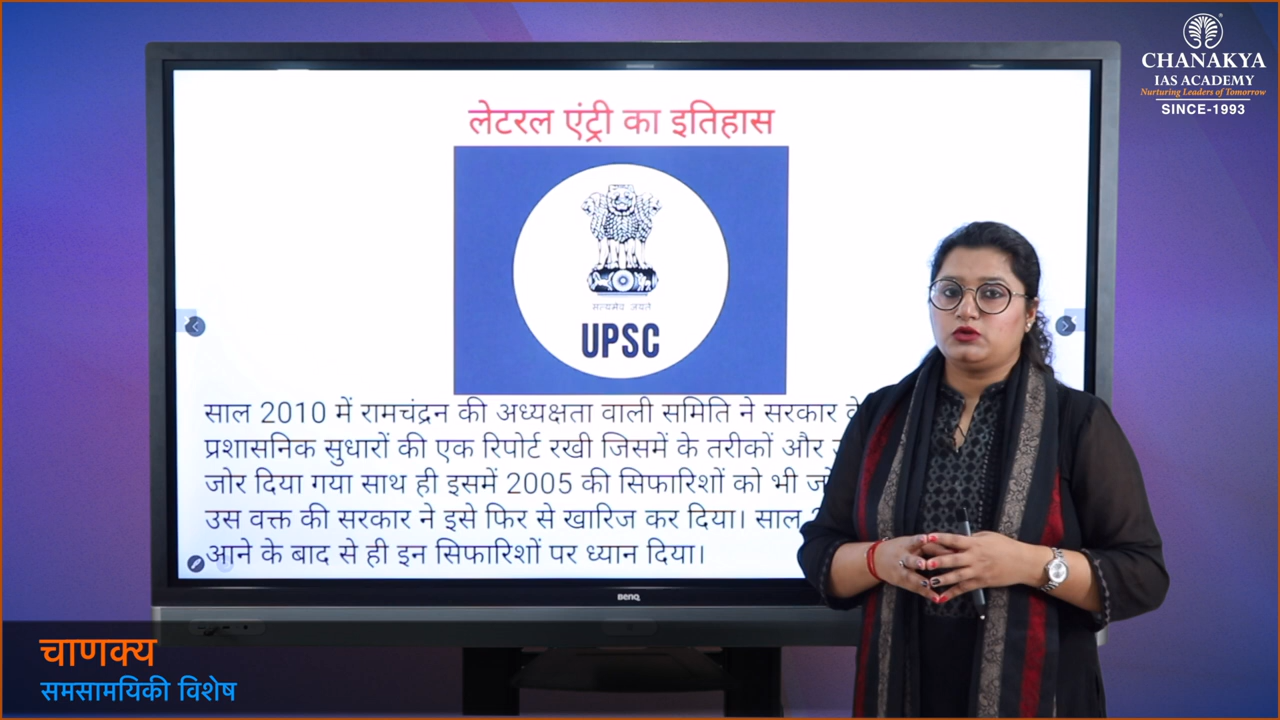 CHANAKYA
IAS ACADEMY
Nurturing Leaders of Tomorrow
SINCE-1993
लेटरल एंट्री का इतिहास
सत्यमेव जयते
UPSC
साल 2010 में रामचंद्रन की अध्यक्षता वाली समिति ने सरकार
प्रशासनिक सुधारों की एक रिपोर्ट रखी जिसमें के तरीकों और
जोर दिया गया साथ ही इसमें 2005 की सिफारिशों को भी
उस वक्त की सरकार ने इसे फिर से खारिज कर दिया। साल
आने के बाद से ही इन सिफारिशों पर ध्यान दिया।
BenQ
चाणक्य
समसामयिकी विशेष